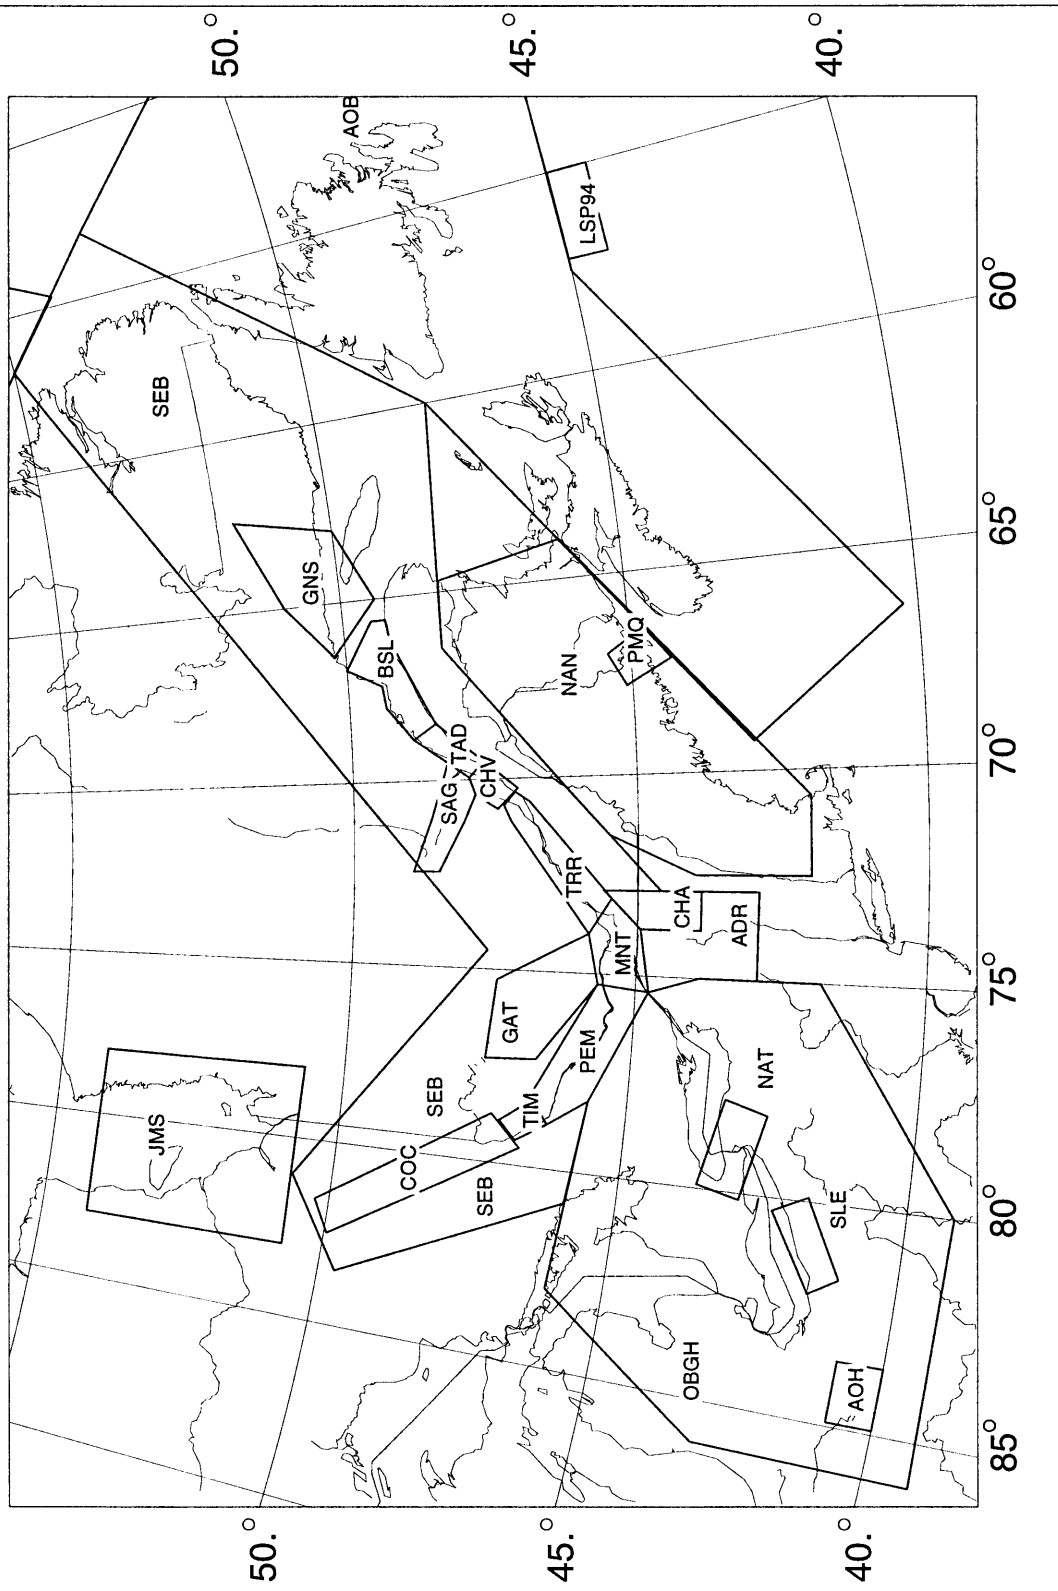 50.°
45.°
40.°
AOB
LSP94
SEB
60°
GNS
65°
BSL
PMQ
NAN
TAD
CHV
SAG
70°
TRR
CHA
ADR
MNT
75°
GAT
PEM
NAT
SEB
TIM
JMS
COC
SEB
SLE
80°
OBGH
AOH
85°
50.°
45.°
40.°